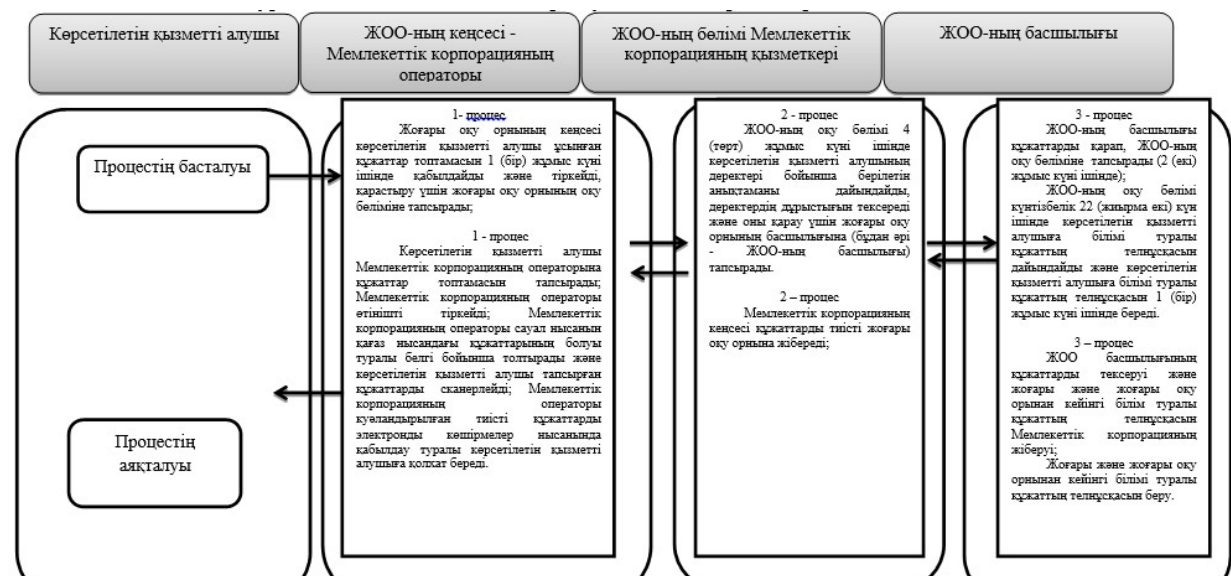 Көрсетілетін қызметті алушы
ЖОО-ның кеңсесі -
Мемлекеттік корпорацияның
операторы
ЖОО-ның бөлімі Мемлекеттік
корпорацияның қызметкері
ЖОО-ның басшылығы
Процестің басталуы
Процестің
аяқталуы
1- процес
Жоғары оқу орнының кеңсесі
көрсетілетін қызметті алушы ұсынған
құжаттар топтамасын 1 (бір) жұмыс күні
ішінде қабылдайды және тіркейді,
қарастыру үшін жоғары оқу орнының оқу
бөліміне тапсырады;
1 - процес
Көрсетілетін қызметті алушы
Мемлекеттік корпорацияның операторына
құжаттар топтамасын тапсырады;
Мемлекеттік корпорацияның операторы
өтінішті тіркейді; Мемлекеттік
корпорацияның операторы сауал нысанын
қағаз нысандағы құжаттарының болуы
туралы белгі бойынша толтырады және
көрсетілетін қызметті алушы тапсырған
құжаттарды сканерлейді; Мемлекеттік
корпорацияның операторы
куәландырылған тиісті құжаттарды
электронды көшірмелер нысанында
қабылдау туралы көрсетілетін қызметті
алушыға қолхат береді.
2 - процес
ЖОО-ның оқу бөлімі 4
(төрт) жұмыс күні ішінде
көрсетілетін қызметті алушының
деректері бойынша берілетін
анықтаманы дайындайды,
деректердің дұрыстығын тексереді
және оны қарау үшін жоғары оқу
орнының басшылығына (бұдан әрі
- ЖОО-ның басшылығы)
тапсырады.
2 – процес
Мемлекеттік корпорацияның
кеңсесі құжаттарды тиісті жоғары
оқу орнына жібереді;
3 - процес
ЖОО-ның басшылығы
құжаттарды қарап, ЖОО-ның
оқу бөліміне тапсырады (2 (екі)
жұмыс күні ішінде);
ЖОО-ның оқу бөлімі
күнтізбелік 22 (жиырма екі) күн
ішінде көрсетілетін қызметті
алушыға білімі туралы
құжаттың телнұсқасын
дайындайды және көрсетілетін
қызметті алушыға білімі туралы
құжаттың телнұсқасын 1 (бір)
жұмыс күні ішінде береді.
3 – процес
ЖОО басшылығының
құжаттарды тексеруі және
жоғары және жоғары оқу
орынан кейінгі білім туралы
құжаттың телнұсқасын
Мемлекеттік корпорацияның
жіберуі;
Жоғары және жоғары оқу
орнынан кейінгі білімі туралы
құжаттың телнұсқасын беру.